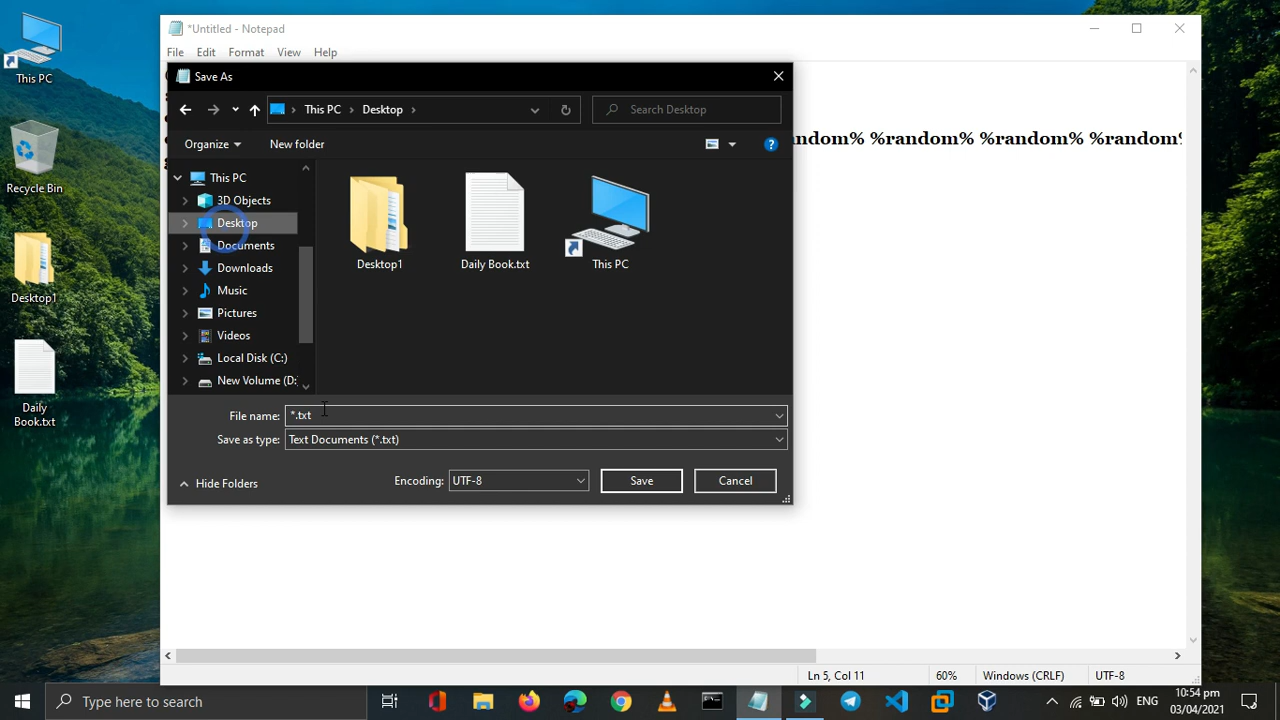 This PC
Recycle Bin
Desktop1
Daily
Book.txt
*Untitled - Notepad
File Edit Format View Help
ndom% %random% %random% %random%
Save As
This PC > Desktop >
Search Desktop
Organize
New folder
This PC
3D Objects
Desktop
Documents
Downloads
Music
Pictures
Videos
Local Disk (C:)
New Volume (D:
Desktop1
Daily Book.txt
This PC
File name: *.txt
Save as type: Text Documents (*.txt)
Hide Folders
Encoding: UTF-8
Save
Cancel
Ln 5, Col 11
60%
Windows (CRLF)
UTF-8
Type here to search
ENG
10:54 pm
03/04/2021